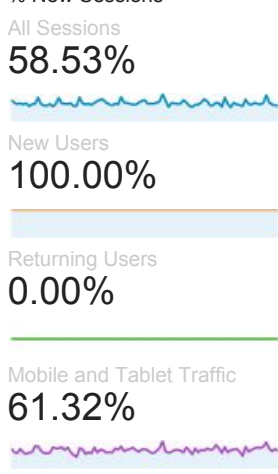 % New Sessions
All Sessions
58.53%
New Users
100.00%
Returning Users
0.00%
Mobile and Tablet Traffic
61.32%